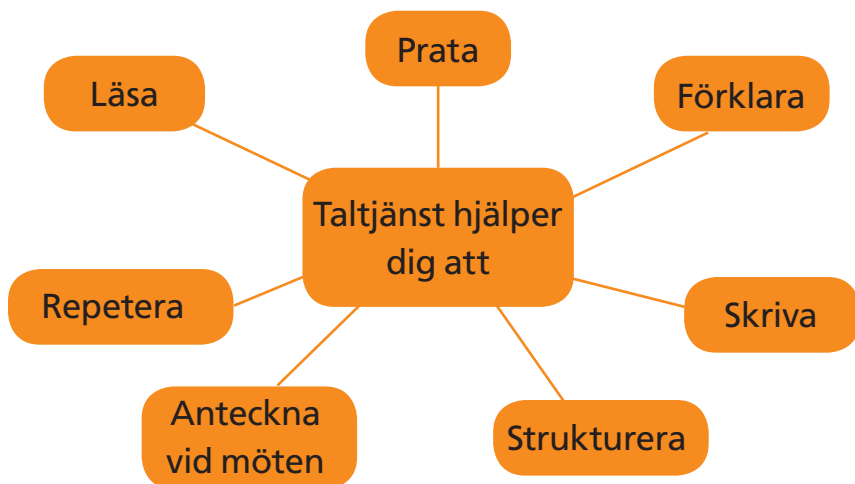 Prata
Läsa
Förklara
Taltjänst hjälper
dig att
Repetera
Skriva
Anteckna
vid möten
Strukturera